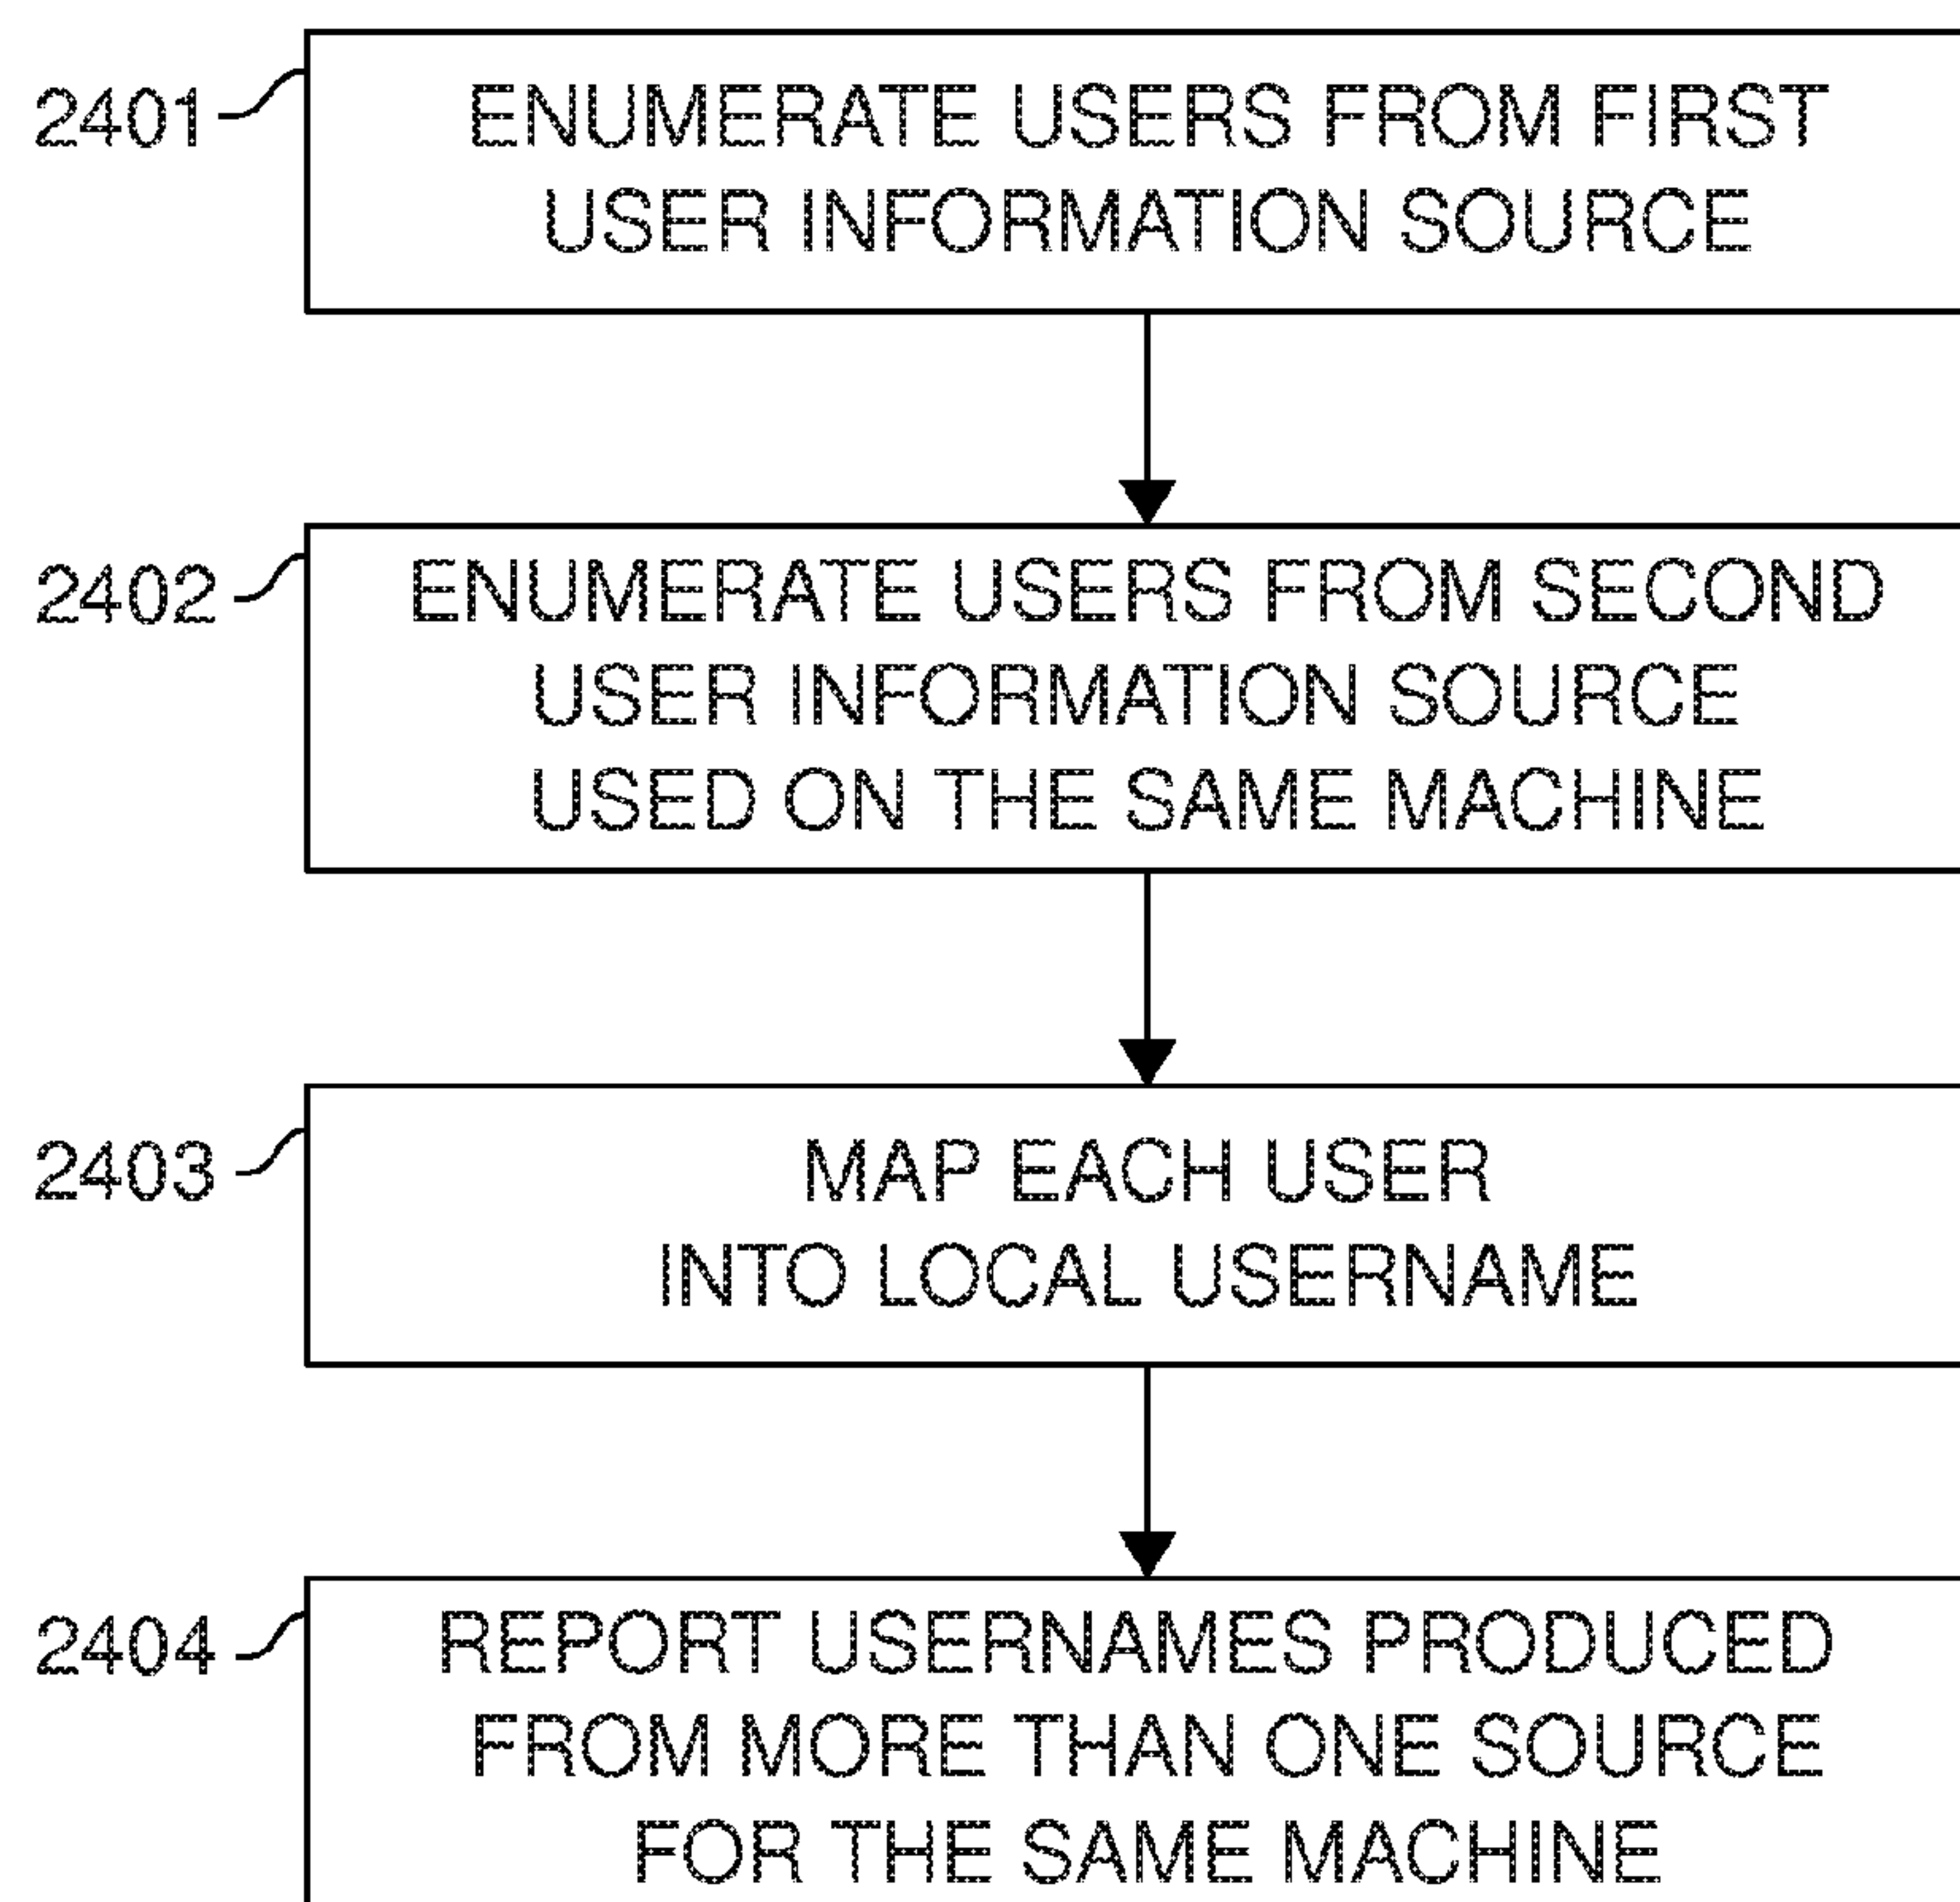 2401
ENUMERATE USERS FROM FIRST
USER INFORMATION SOURCE
2402
ENUMERATE USERS FROM SECOND
USER INFORMATION SOURCE
USED ON THE SAME MACHINE
2403
MAP EACH USER
INTO LOCAL USERNAME
2404
REPORT USERNAMES PRODUCED
FROM MORE THAN ONE SOURCE
FOR THE SAME MACHINE